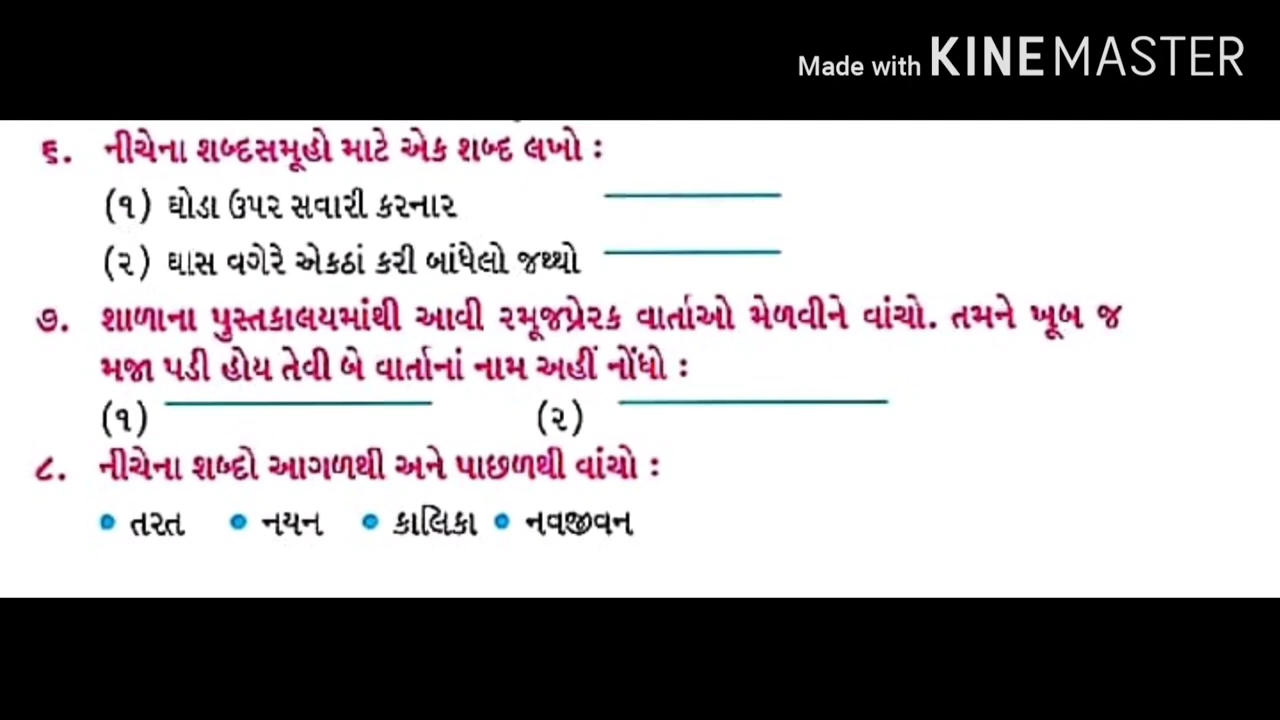 Made with KINEMASTER
૬. નીચેના શબ્દસમૂહો માટે એક શબ્દ લખો :
(૧) ઘોડા ઉપર સવારી કરનાર
(૨) ઘાસ વગેરે એકઠાં કરી બાંધેલો જથ્થો
૭. શાળાના પુસ્તકાલયમાંથી આવી રમૂજપ્રેરક વાર્તાઓ મેળવીને વાંચો. તમને ખૂબ જ
મજા પડી હોય તેવી બે વાર્તાનાં નામ અહીં નોંધો :
(૧) (૨)
૮. નીચેના શબ્દો આગળથી અને પાછળથી વાંચો :
• તરત • નયન • કાલિકા • નવજીવન